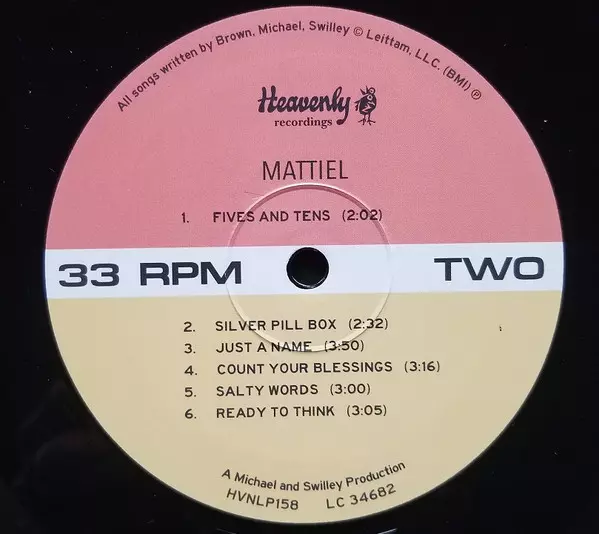 All songs written by Brown, Michael, Swilley © Leittam, LLC. (BMI) ℗
Heavenly
recordings
MATTIEL
1. FIVES AND TENS (2:02)
33 RPM TWO
2. SILVER PILL BOX (2:32)
3. JUST A NAME (3:50)
4. COUNT YOUR BLESSINGS (3:16)
5. SALTY WORDS (3:00)
6. READY TO THINK (3:05)
A Michael and Swilley Production
HVNLP158 LC 34682